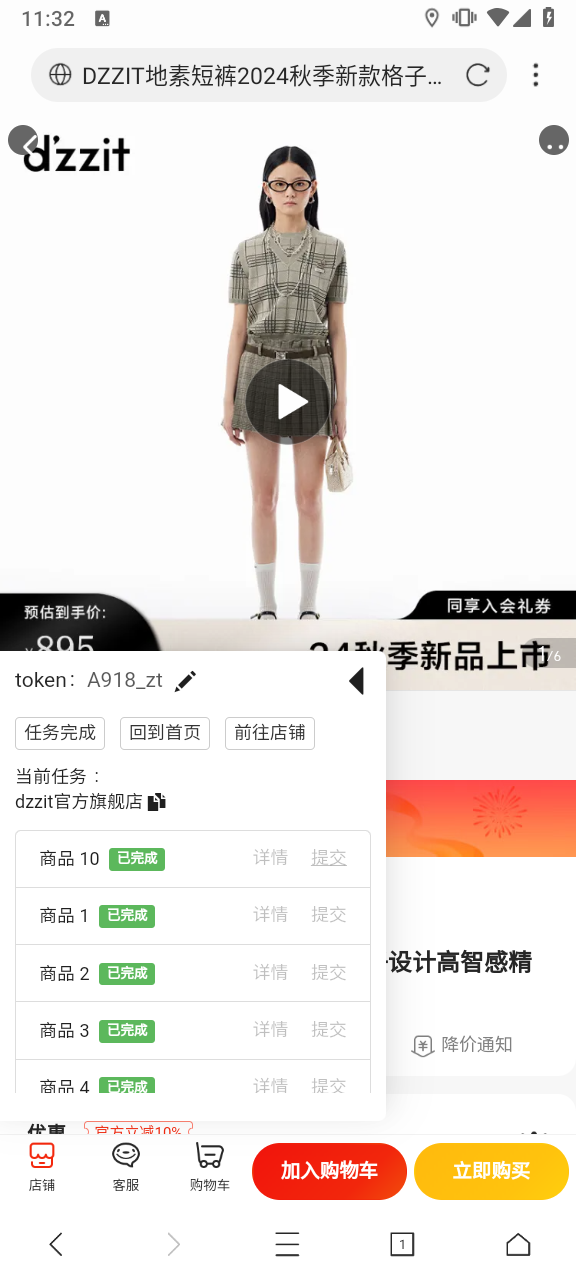 11:32
A
DZZIT地素短裤2024秋季新款格子…
d'zzit
预估到手价:
¥895
同享入会礼券
24秋季新品上市
/6
token: A918_zt
任务完成 回到首页 前往店铺
当前任务：
dzzit官方旗舰店
商品 10 已完成 详情 提交
商品 1 已完成 详情 提交
商品 2 已完成 详情 提交
商品 3 已完成 详情 提交
商品 4 已完成 详情 提交
设计高智感精
降价通知
优惠 官方立减10%
店铺 客服 购物车 加入购物车 立即购买
1